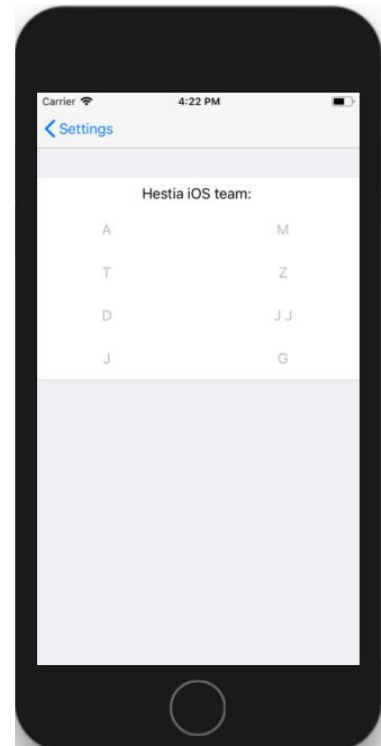 Carrier 4:22 PM
Settings
Hestia iOS team:
A M
T Z
D J J
J G